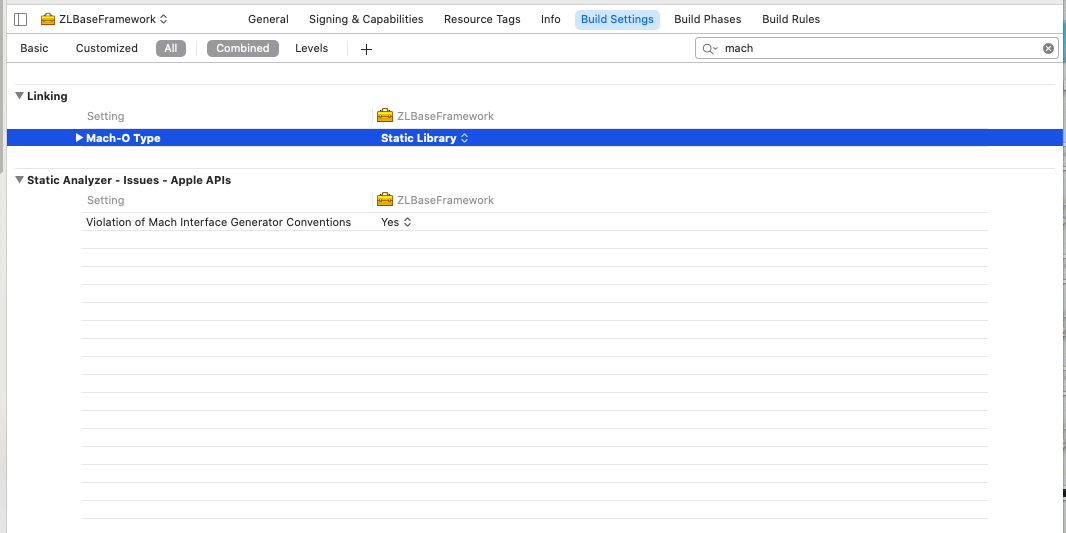 ZLBaseFramework General Signing & Capabilities Resource Tags Info Build Settings Build Phases Build Rules
Basic Customized All Combined Levels + mach
Linking
Setting ZLBaseFramework
Mach-O Type Static Library
Static Analyzer - Issues - Apple APIs
Setting ZLBaseFramework
Violation of Mach Interface Generator Conventions Yes